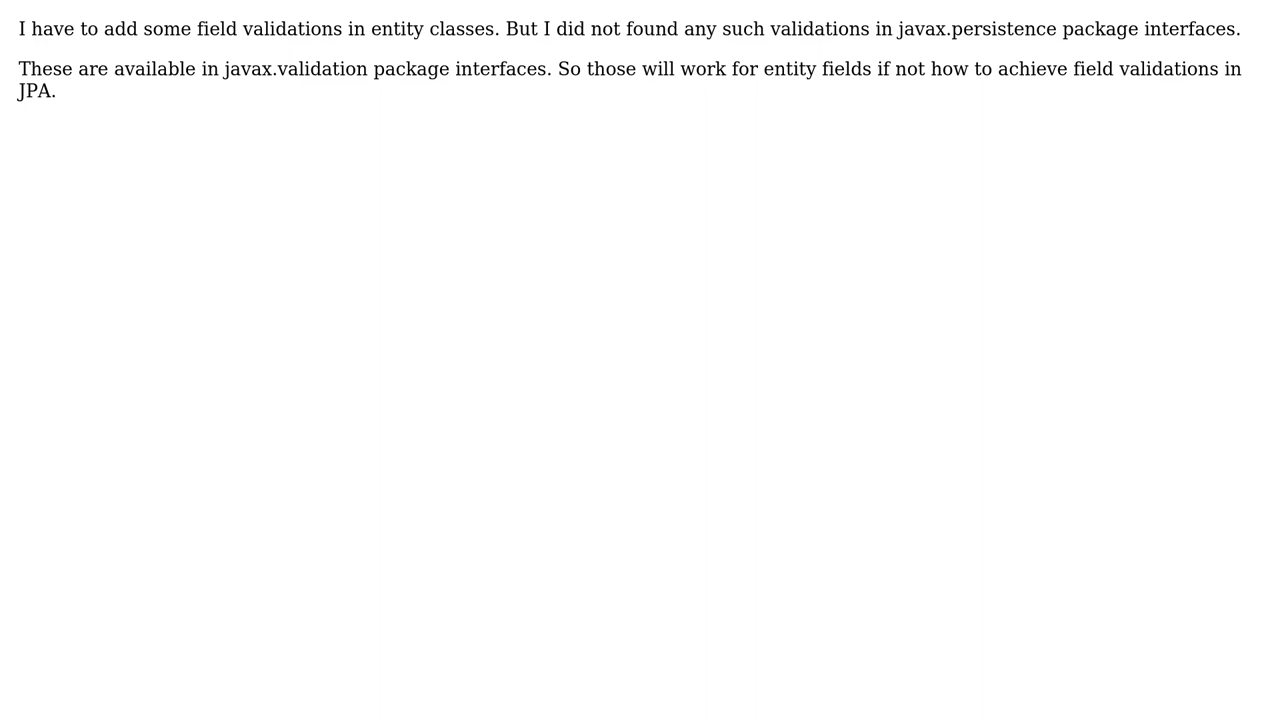 I have to add some field validations in entity classes. But I did not found any such validations in javax.persistence package interfaces.
These are available in javax.validation package interfaces. So those will work for entity fields if not how to achieve field validations in
JPA.